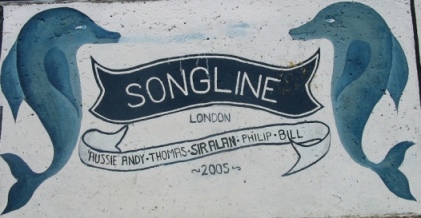 SONGLINE
LONDON
AUSSIE ANDY · THOMAS · SIR ALAN · PHILIP · BILL
~2005~